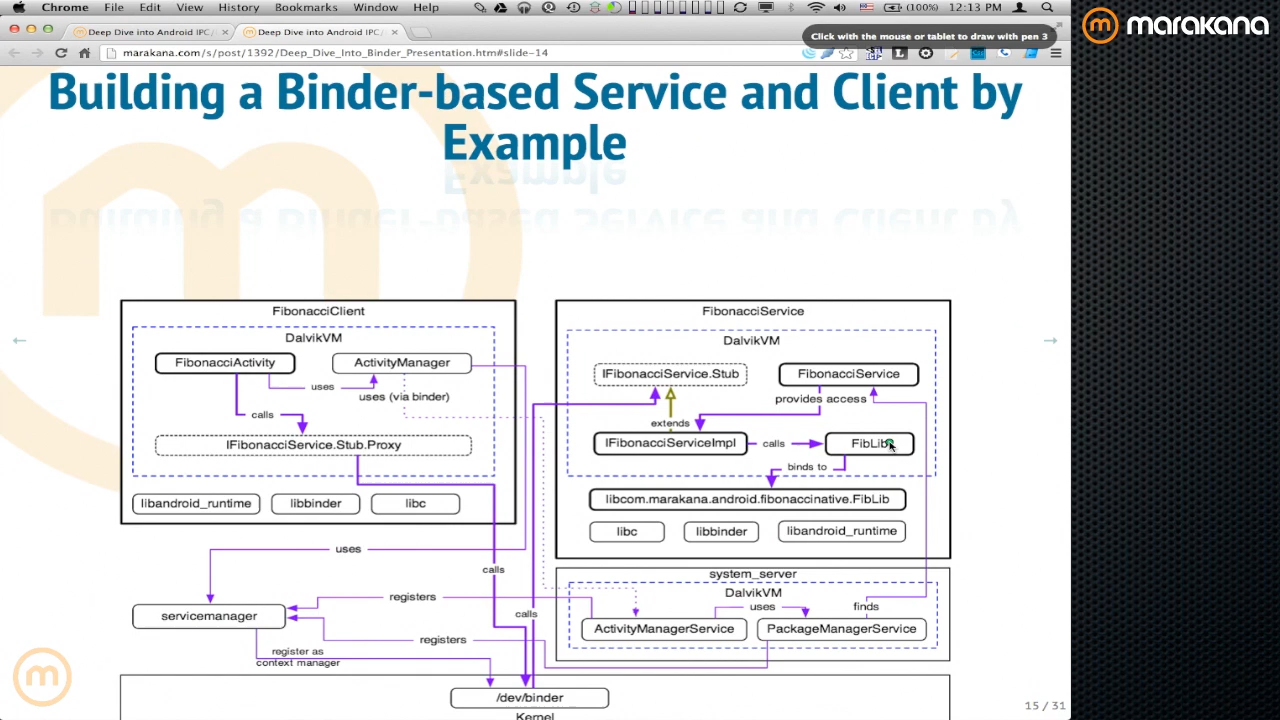 Chrome File Edit View History Bookmarks Window Help
(100%) 12:13 PM
marakana
Deep Dive into Android IPC/
Deep Dive into Android IPC/
Click with the mouse or tablet to draw with pen 3
marakana.com/s/post/1392/Deep_Dive_Into_Binder_Presentation.htm#slide-14
Building a Binder-based Service and Client by
Example
FibonacciClient
DalvikVM
FibonacciActivity
ActivityManager
uses
uses (via binder)
calls
IFibonacciService.Stub.Proxy
libandroid_runtime
libbinder
libc
FibonacciService
DalvikVM
IFibonacciService.Stub
FibonacciService
provides access
extends
IFibonacciServiceImpl
calls
FibLib
binds to
libcom.marakana.android.fibonaccinative.FibLib
libc
libbinder
libandroid_runtime
uses
calls
system_server
DalvikVM
registers
uses
finds
calls
servicemanager
ActivityManagerService
PackageManagerService
registers
register as
context manager
/dev/binder
Kernel
15 / 31